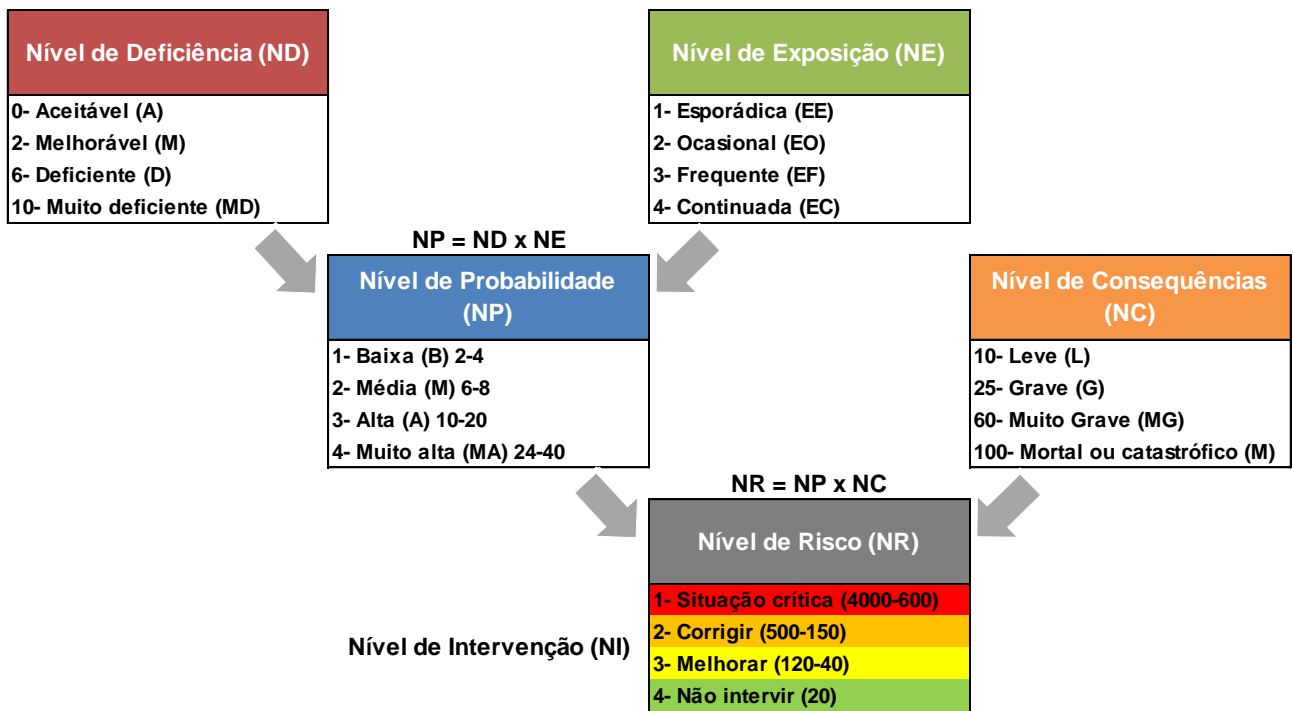 Nível de Deficiência (ND)
0- Aceitável (A)
2- Melhorável (M)
6- Deficiente (D)
10- Muito deficiente (MD)
Nível de Exposição (NE)
1- Esporádica (EE)
2- Ocasional (EO)
3- Frequente (EF)
4- Continuada (EC)
NP = ND x NE
Nível de Probabilidade
(NP)
1- Baixa (B) 2-4
2- Média (M) 6-8
3- Alta (A) 10-20
4- Muito alta (MA) 24-40
Nível de Consequências
(NC)
10- Leve (L)
25- Grave (G)
60- Muito Grave (MG)
100- Mortal ou catastrófico (M)
NR = NP x NC
Nível de Risco (NR)
Nível de Intervenção (NI)
1- Situação crítica (4000-600)
2- Corrigir (500-150)
3- Melhorar (120-40)
4- Não intervir (20)